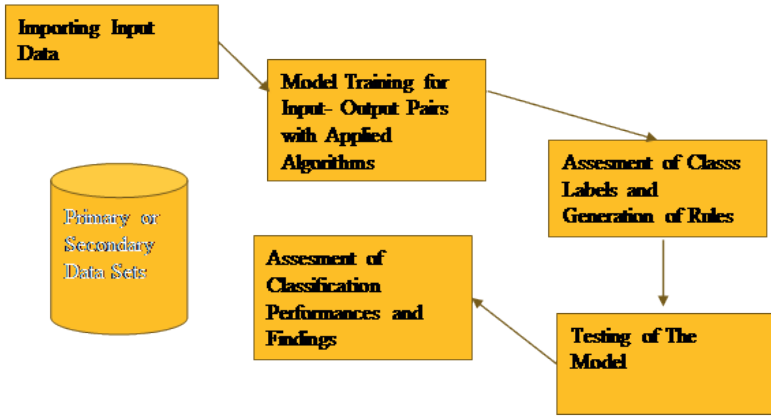 Importing Input
Data
Model Training for
Input- Output Pairs
with Applied
Algorithms
Assesment of Classs
Labels and
Generation of Rules
Primary or
Secondary
Data Sets
Assesment of
Classification
Performances and
Findings
Testing of The
Model